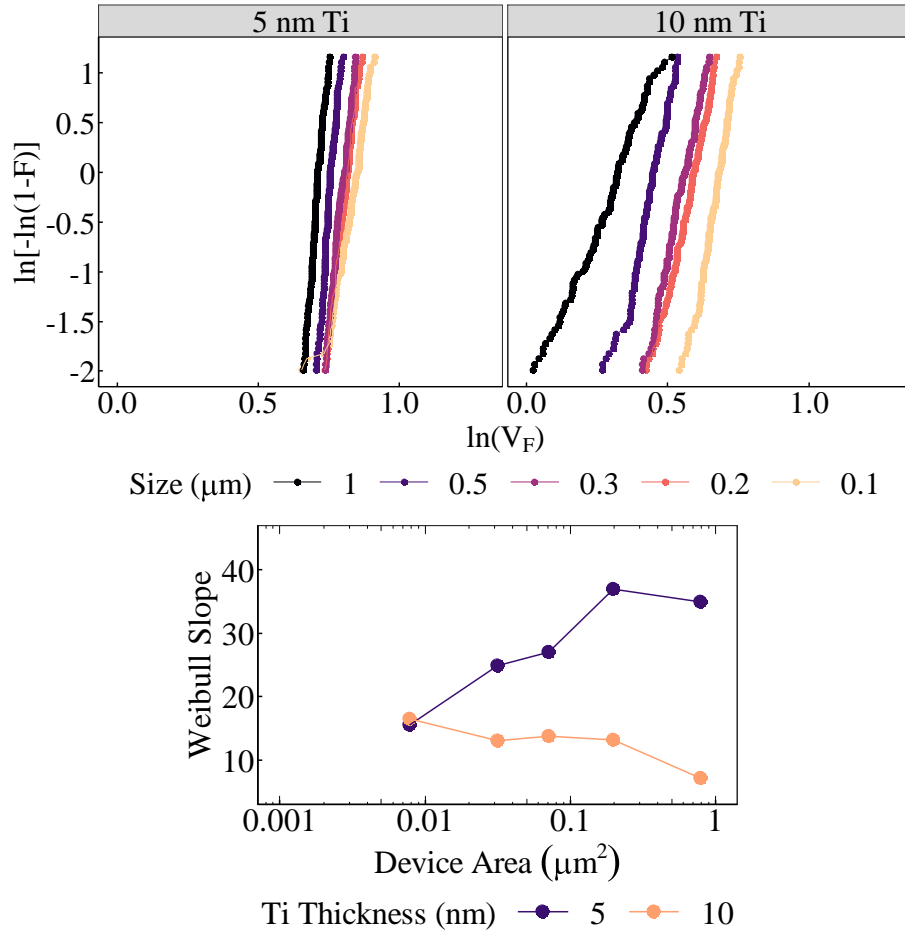 5 nm Ti 10 nm Ti
ln[-ln(1-F)]
1
0.5
0
-0.5
-1
-1.5
-2
0.0 0.5 1.0 0.0 0.5 1.0
ln(V_F)
Size (μm) 1 0.5 0.3 0.2 0.1
Weibull Slope
40
30
20
10
0.001 0.01 0.1 1
Device Area (μm²)
Ti Thickness (nm) 5 10